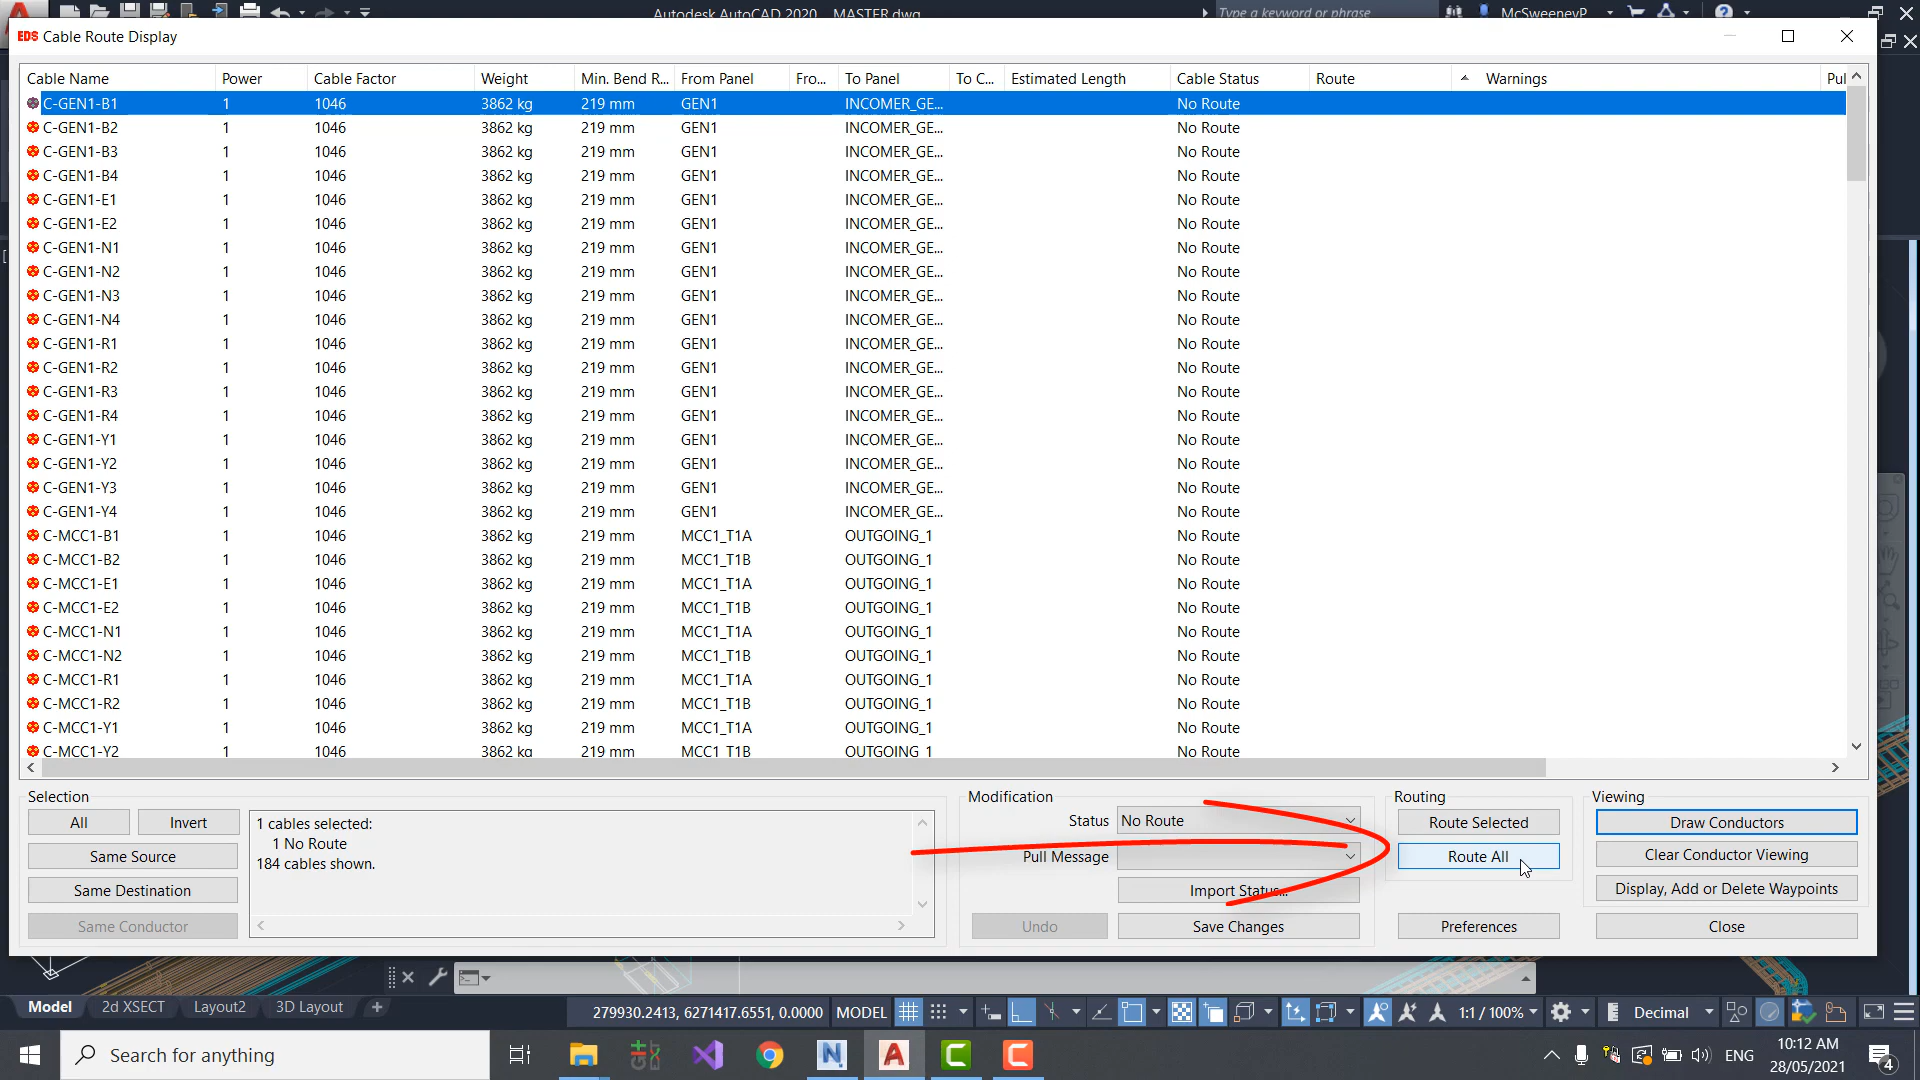 Autodesk AutoCAD 2020 MASTER.dwg
Type a keyword or phrase
McSweeneyP
EDS Cable Route Display
Cable Name Power Cable Factor Weight Min. Bend R... From Panel Fro... To Panel To C... Estimated Length Cable Status Route Warnings Pul
C-GEN1-B1 1 1046 3862 kg 219 mm GEN1 INCOMER_GE... No Route
C-GEN1-B2 1 1046 3862 kg 219 mm GEN1 INCOMER_GE... No Route
C-GEN1-B3 1 1046 3862 kg 219 mm GEN1 INCOMER_GE... No Route
C-GEN1-B4 1 1046 3862 kg 219 mm GEN1 INCOMER_GE... No Route
C-GEN1-E1 1 1046 3862 kg 219 mm GEN1 INCOMER_GE... No Route
C-GEN1-E2 1 1046 3862 kg 219 mm GEN1 INCOMER_GE... No Route
C-GEN1-N1 1 1046 3862 kg 219 mm GEN1 INCOMER_GE... No Route
C-GEN1-N2 1 1046 3862 kg 219 mm GEN1 INCOMER_GE... No Route
C-GEN1-N3 1 1046 3862 kg 219 mm GEN1 INCOMER_GE... No Route
C-GEN1-N4 1 1046 3862 kg 219 mm GEN1 INCOMER_GE... No Route
C-GEN1-R1 1 1046 3862 kg 219 mm GEN1 INCOMER_GE... No Route
C-GEN1-R2 1 1046 3862 kg 219 mm GEN1 INCOMER_GE... No Route
C-GEN1-R3 1 1046 3862 kg 219 mm GEN1 INCOMER_GE... No Route
C-GEN1-R4 1 1046 3862 kg 219 mm GEN1 INCOMER_GE... No Route
C-GEN1-Y1 1 1046 3862 kg 219 mm GEN1 INCOMER_GE... No Route
C-GEN1-Y2 1 1046 3862 kg 219 mm GEN1 INCOMER_GE... No Route
C-GEN1-Y3 1 1046 3862 kg 219 mm GEN1 INCOMER_GE... No Route
C-GEN1-Y4 1 1046 3862 kg 219 mm GEN1 INCOMER_GE... No Route
C-MCC1-B1 1 1046 3862 kg 219 mm MCC1_T1A OUTGOING_1 No Route
C-MCC1-B2 1 1046 3862 kg 219 mm MCC1_T1B OUTGOING_1 No Route
C-MCC1-E1 1 1046 3862 kg 219 mm MCC1_T1A OUTGOING_1 No Route
C-MCC1-E2 1 1046 3862 kg 219 mm MCC1_T1B OUTGOING_1 No Route
C-MCC1-N1 1 1046 3862 kg 219 mm MCC1_T1A OUTGOING_1 No Route
C-MCC1-N2 1 1046 3862 kg 219 mm MCC1_T1B OUTGOING_1 No Route
C-MCC1-R1 1 1046 3862 kg 219 mm MCC1_T1A OUTGOING_1 No Route
C-MCC1-R2 1 1046 3862 kg 219 mm MCC1_T1B OUTGOING_1 No Route
C-MCC1-Y1 1 1046 3862 kg 219 mm MCC1_T1A OUTGOING_1 No Route
C-MCC1-Y2 1 1046 3862 kg 219 mm MCC1_T1B OUTGOING_1 No Route
Selection
All Invert
Same Source
Same Destination
Same Conductor
1 cables selected:
1 No Route
184 cables shown.
Modification
Status No Route
Pull Message
Import Status...
Undo Save Changes
Routing
Route Selected
Route All
Preferences
Viewing
Draw Conductors
Clear Conductor Viewing
Display, Add or Delete Waypoints
Close
Model 2d XSECT Layout2 3D Layout +
279930.2413, 6271417.6551, 0.0000 MODEL 1:1 / 100% Decimal
Search for anything
ENG
10:12 AM
28/05/2021
4